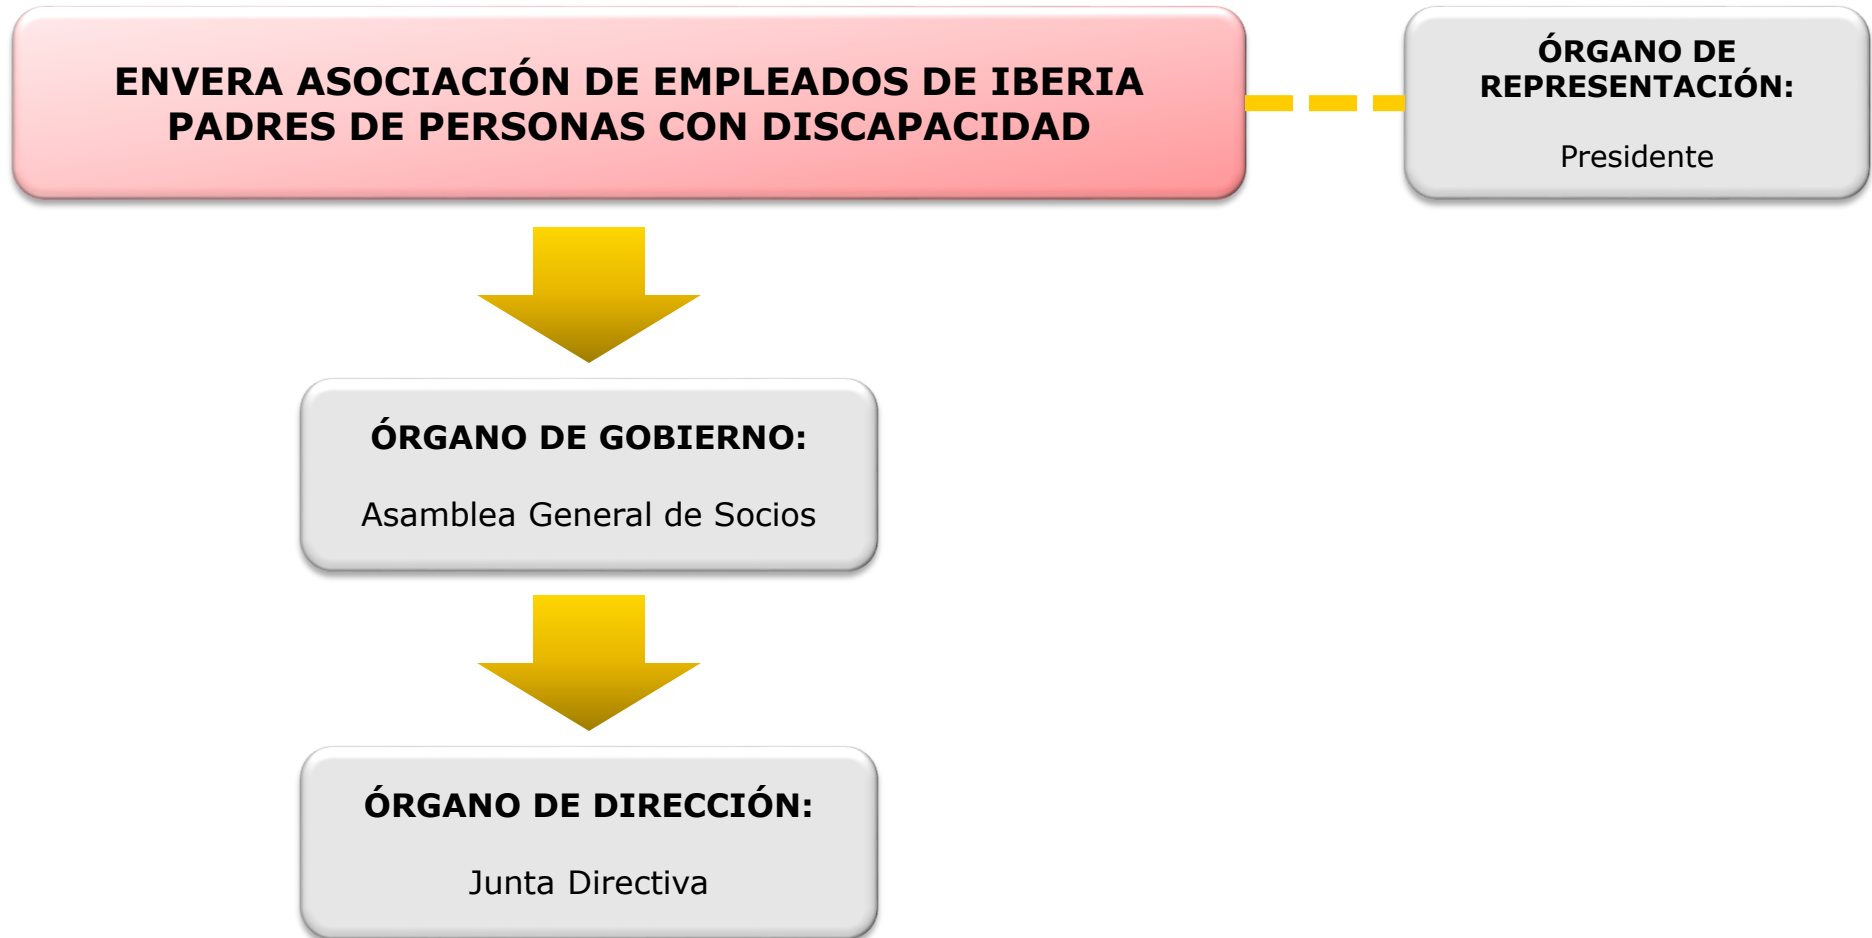 ENVERA ASOCIACIÓN DE EMPLEADOS DE IBERIA
PADRES DE PERSONAS CON DISCAPACIDAD
ÓRGANO DE
REPRESENTACIÓN:
Presidente
ÓRGANO DE GOBIERNO:
Asamblea General de Socios
ÓRGANO DE DIRECCIÓN:
Junta Directiva